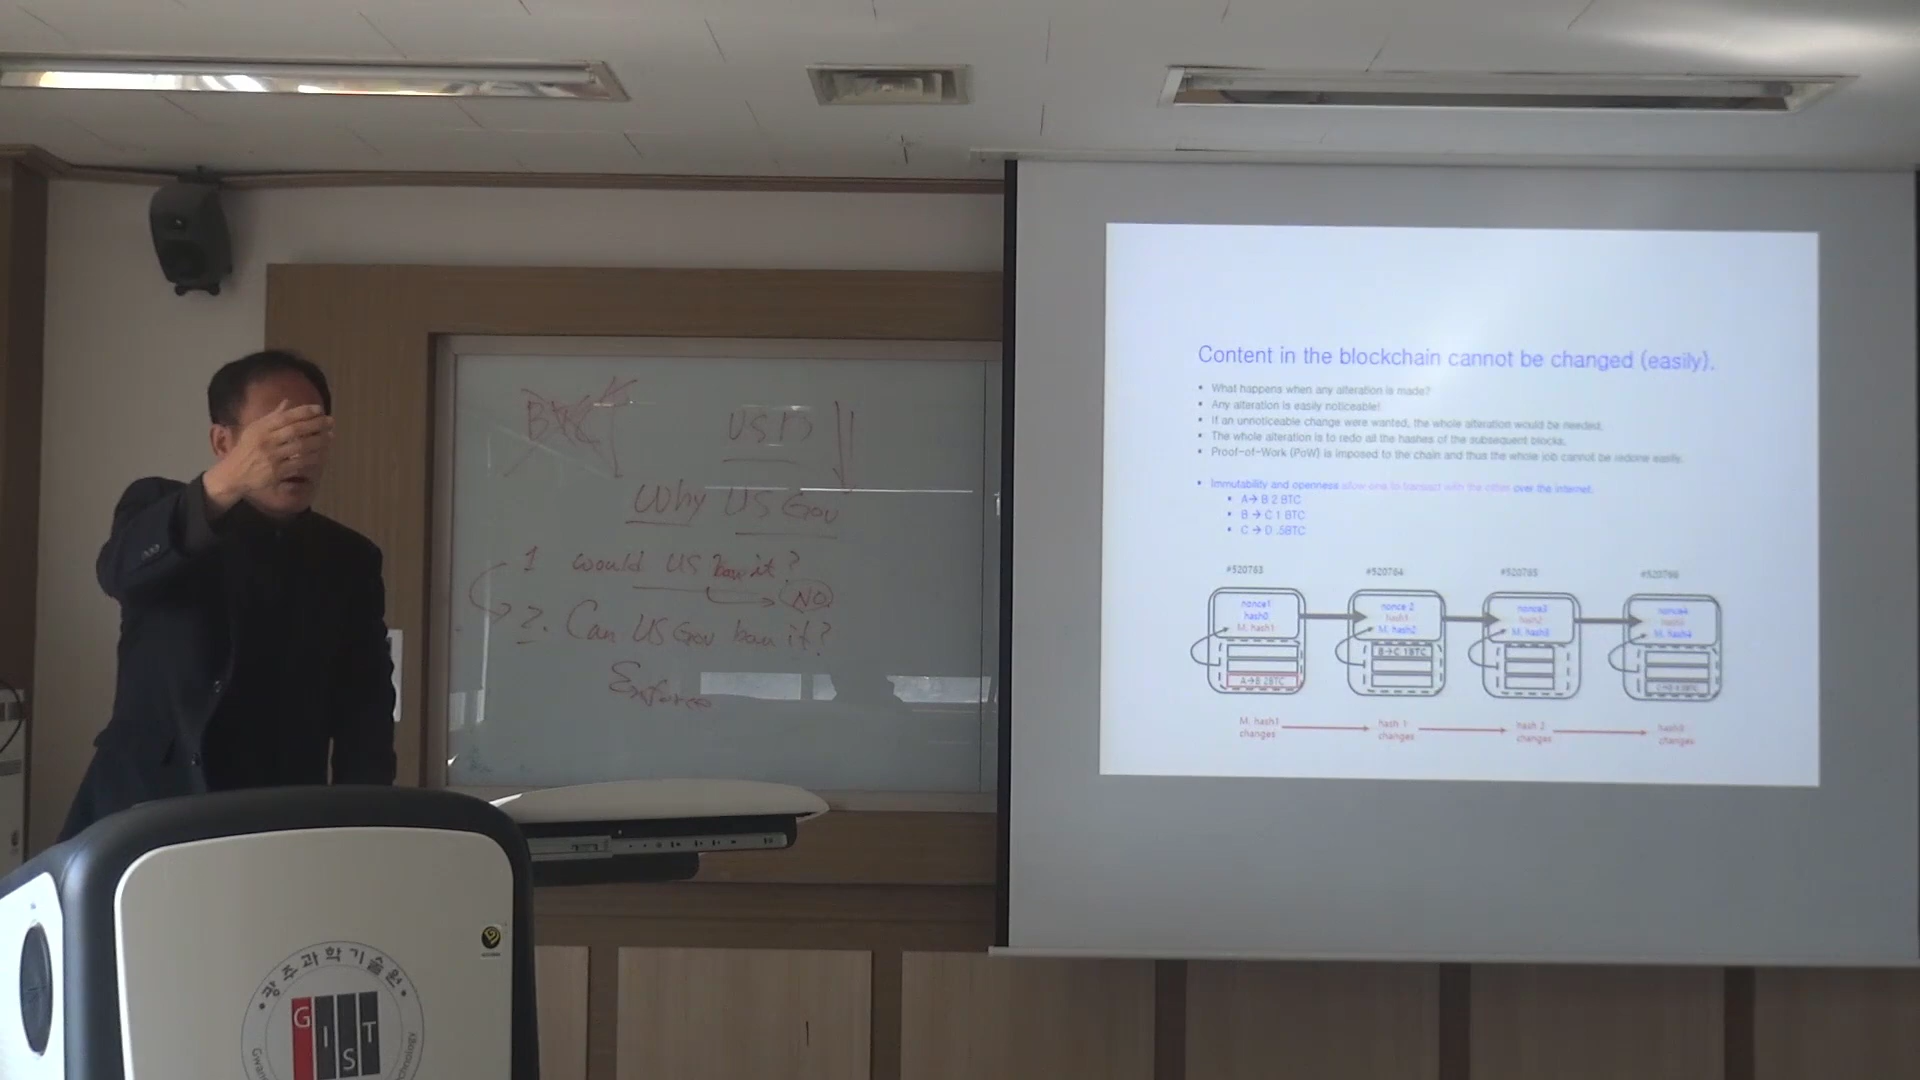 BTC
USD
Why US Gov
1 would US ban it?
NO
2. Can US Gov ban it?
Enforce
Content in the blockchain cannot be changed (easily).
• What happens when any alteration is made?
• Any alteration is easily noticeable!
• If an unnoticeable change were wanted, the whole alteration would be needed.
• The whole alteration is to redo all the hashes of the subsequent blocks.
• Proof-of-Work (PoW) is imposed to the chain and thus the whole job cannot be redone easily.
• Immutability and openness allow one to transact with the others over the internet.
• A→ B 2 BTC
• B → C 1 BTC
• C → D .5BTC
#520783 #520784 #520785 #520786
nonce1 nonce 2 nonce3 nonce4
hash0 hash1 hash2 hash3
M. hash1 M. hash2 M. hash3 M. hash4
B→C 1BTC
A→B 2BTC
M. hash1 hash 1 hash 2 hash3
changes changes changes changes
광주과학기술원
GIST